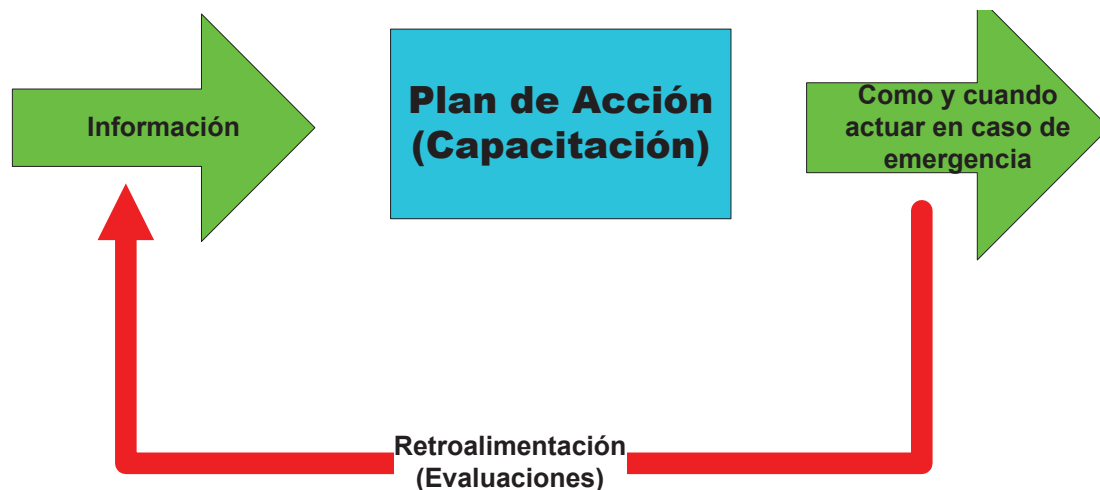 Información
Plan de Acción
(Capacitación)
Como y cuando
actuar en caso de
emergencia
Retroalimentación
(Evaluaciones)